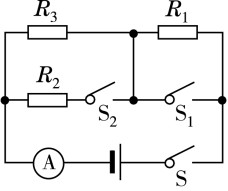 R₃ R₁
R₂ S₂ S₁
A S